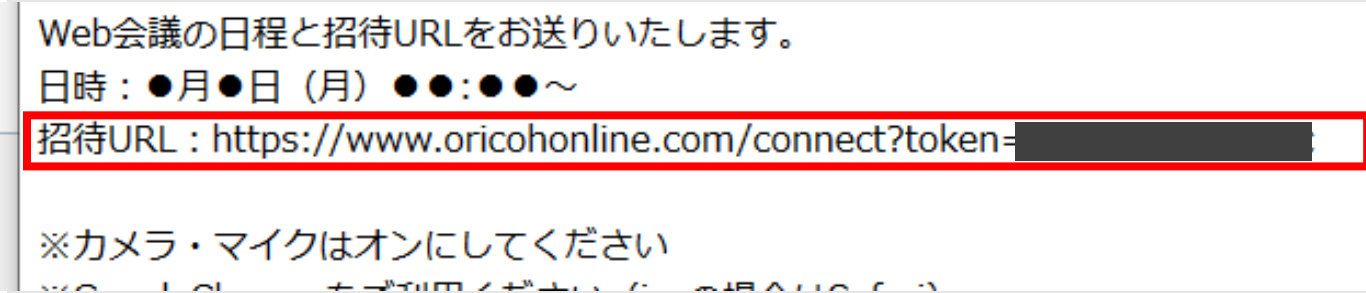 Web会議の日程と招待URLをお送りいたします。
日時：●月●日（月）●●:●●～
招待URL：https://www.oricohonline.com/connect?token=
※カメラ・マイクはオンにしてください